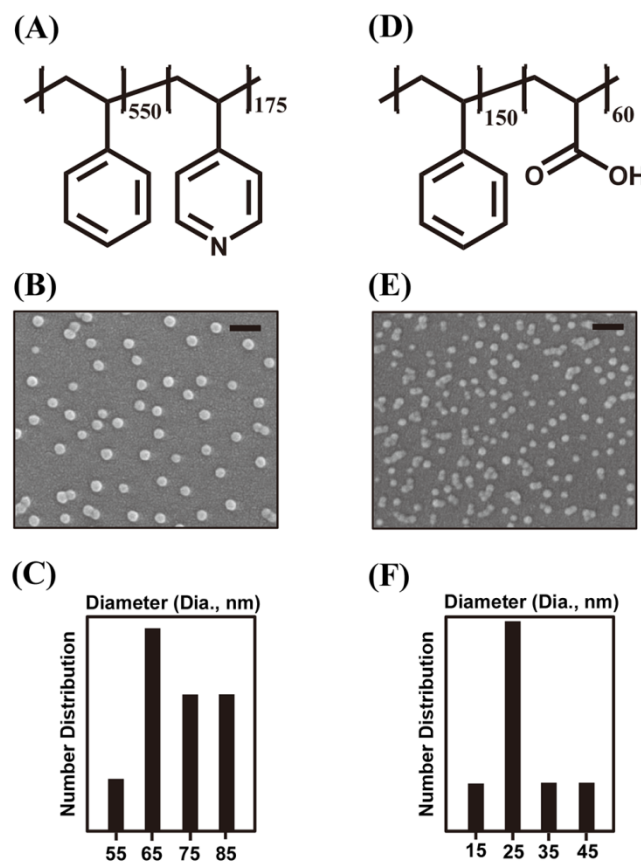 (A)
550
175
N
(D)
150
60
O
OH
(B)
(E)
(C)
Diameter (Dia., nm)
Number Distribution
55 65 75 85
(F)
Diameter (Dia., nm)
Number Distribution
15 25 35 45